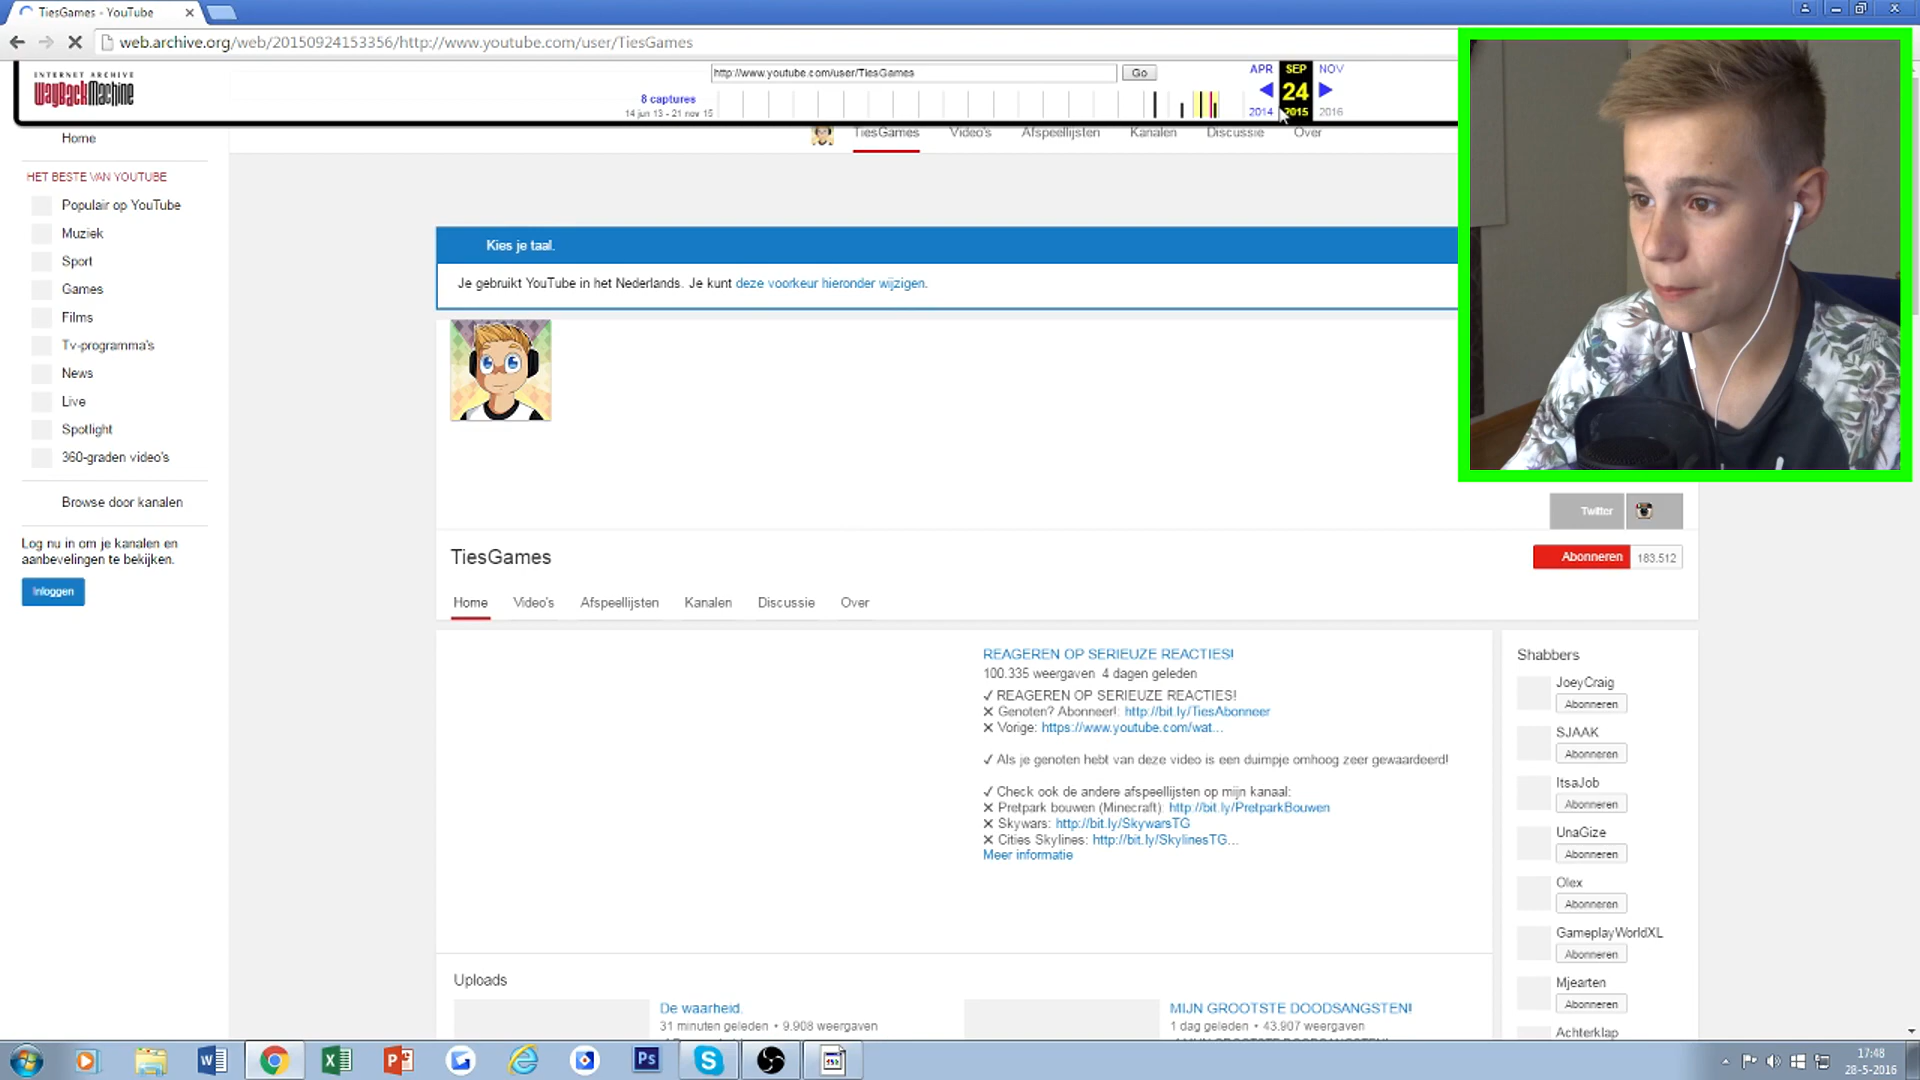 TiesGames - YouTube
web.archive.org/web/20150924153356/http://www.youtube.com/user/TiesGames
INTERNET ARCHIVE
WayBackMachine
http://www.youtube.com/user/TiesGames
Go
8 captures
14 jun 13 - 21 nov 15
APR
SEP
NOV
24
2014
2015
2016
TiesGames
Video's
Afspeellijsten
Kanalen
Discussie
Over
Home
HET BESTE VAN YOUTUBE
Populair op YouTube
Muziek
Sport
Games
Films
Tv-programma's
News
Live
Spotlight
360-graden video's
Browse door kanalen
Log nu in om je kanalen en
aanbevelingen te bekijken.
Inloggen
Kies je taal.
Je gebruikt YouTube in het Nederlands. Je kunt deze voorkeur hieronder wijzigen.
Twitter
TiesGames
Abonneren
183.512
Home
Video's
Afspeellijsten
Kanalen
Discussie
Over
REAGEREN OP SERIEUZE REACTIES!
100.335 weergaven 4 dagen geleden
✓ REAGEREN OP SERIEUZE REACTIES!
✕ Genoten? Abonneer!: http://bit.ly/TiesAbonneer
✕ Vorige: https://www.youtube.com/wat...
✓ Als je genoten hebt van deze video is een duimpje omhoog zeer gewaardeerd!
✓ Check ook de andere afspeellijsten op mijn kanaal:
✕ Pretpark bouwen (Minecraft): http://bit.ly/PretparkBouwen
✕ Skywars: http://bit.ly/SkywarsTG
✕ Cities Skylines: http://bit.ly/SkylinesTG...
Meer informatie
Shabbers
JoeyCraig
Abonneren
SJAAK
Abonneren
ItsaJob
Abonneren
UnaGize
Abonneren
Olex
Abonneren
GameplayWorldXL
Abonneren
Mjearten
Abonneren
Achterklap
Uploads
De waarheid.
31 minuten geleden • 9.908 weergaven
MIJN GROOTSTE DOODSANGSTEN!
1 dag geleden • 43.907 weergaven
Ps
17:48
28-5-2016